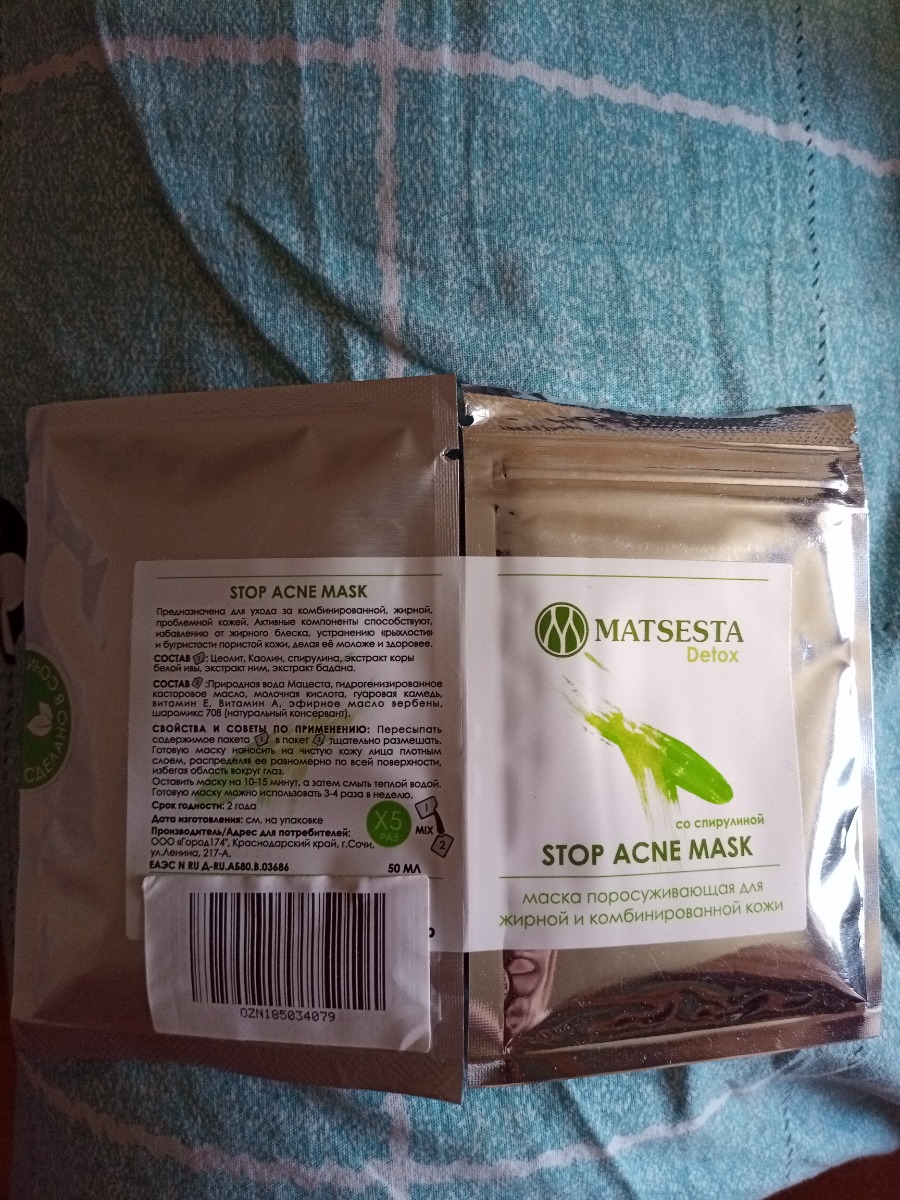 STOP ACNE MASK
Предназначена для ухода за комбинированной, жирной,
проблемной кожей. Активные компоненты способствуют,
избавлению от жирного блеска, устранению «рыхлости»
и бугристости пористой кожи, делая её моложе и здоровее.
СОСТАВ 1: Цеолит, Каолин, спирулина, экстракт коры
белой ивы, экстракт ним, экстракт бадана.
СОСТАВ 2:Природная вода Мацеста, гидрогенизированное
касторовое масло, молочная кислота, гуаровая камедь,
витамин Е, Витамин А, эфирное масло вербены,
шаромикс 708 (натуральный консервант).
СВОЙСТВА И СОВЕТЫ ПО ПРИМЕНЕНИЮ: Пересыпать
содержимое пакета 1 в пакет 2 тщательно размешать.
Готовую маску наносить на чистую кожу лица плотным
слоем, распределяя ее равномерно по всей поверхности,
избегая область вокруг глаз.
Оставить маску на 10-15 минут, а затем смыть теплой водой.
Готовую маску можно использовать 3-4 раза в неделю.
Срок годности: 2 года
Дата изготовления: см. на упаковке
Производитель/Адрес для потребителей:
ООО «Город174", Краснодарский край, г.Сочи,
ул.Ленина, 217-А.
ЕАЭС N RU Д-RU.АБ80.В.03686
50 МЛ
X5
РАЗ
MIX
1
2
СДЕЛАНО В СОЧИ
OZN185034079
MATSESTA
Detox
со спирулиной
STOP ACNE MASK
маска поросуживающая для
жирной и комбинированной кожи